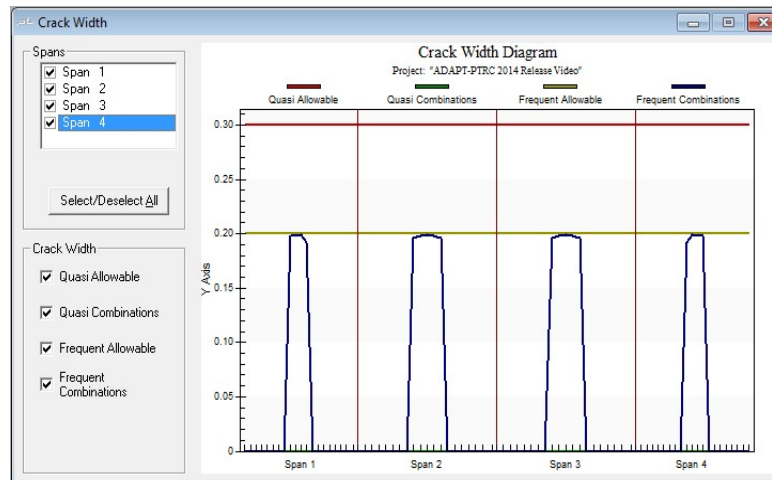 Crack Width
Spans
Span 1
Span 2
Span 3
Span 4
Select/Deselect All
Crack Width
Quasi Allowable
Quasi Combinations
Frequent Allowable
Frequent
Combinations
Crack Width Diagram
Project: "ADAPT-PTRC 2014 Release Video"
Quasi Allowable Quasi Combinations Frequent Allowable Frequent Combinations
0.30
0.25
0.20
0.15
0.10
0.05
0
Y Axis
Span 1 Span 2 Span 3 Span 4